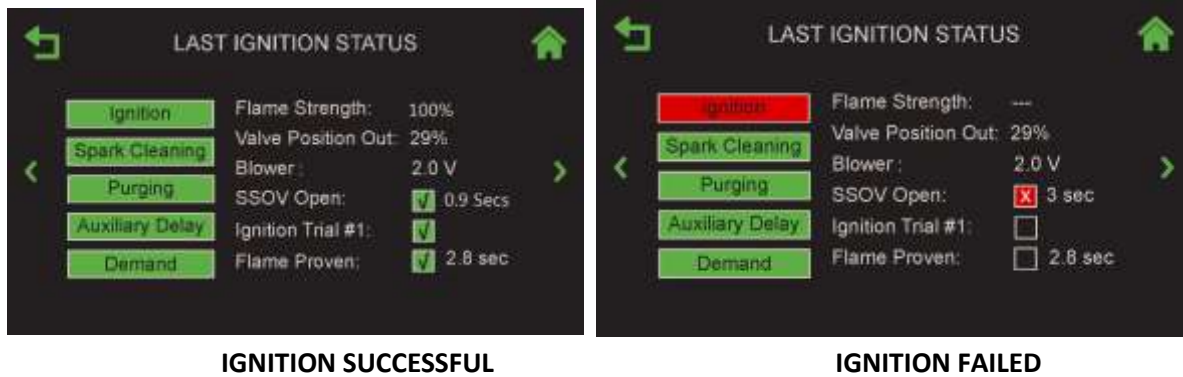 LAST IGNITION STATUS
Ignition
Spark Cleaning
Purging
Auxiliary Delay
Demand
Flame Strength: 100%
Valve Position Out: 29%
Blower : 2.0 V
SSOV Open: √ 0.9 Secs
Ignition Trial #1: √
Flame Proven: √ 2.8 sec
IGNITION SUCCESSFUL
LAST IGNITION STATUS
Ignition
Spark Cleaning
Purging
Auxiliary Delay
Demand
Flame Strength: ---
Valve Position Out: 29%
Blower : 2.0 V
SSOV Open: X 3 sec
Ignition Trial #1:
Flame Proven: 2.8 sec
IGNITION FAILED